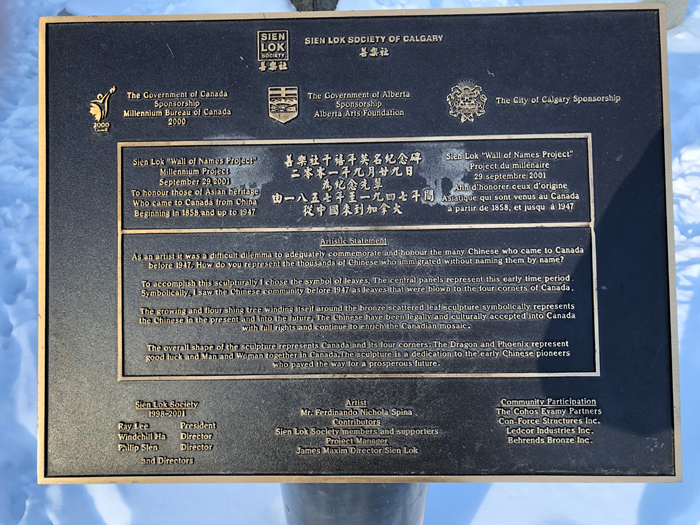 SIEN
LOK
SOCIETY
善樂社
SIEN LOK SOCIETY OF CALGARY
善樂社
2000
The Government of Canada
Sponsorship
Millennium Bureau of Canada
2000
The Government of Alberta
Sponsorship
Alberta Arts Foundation
The City of Calgary Sponsorship
Sien Lok "Wall of Names Project"
Millennium Project
September 29 2001
To honour those of Asian heritage
Who came to Canada from China
Beginning in 1858 and up to 1947
善樂社千禧年英名紀念碑
二零零一年九月廿九日
為紀念先輩
由一八五七年至一九四七年間
從中國來到加拿大
Sien Lok "Wall of Names Project"
Project du millénaire
29 septembre 2001
Afin d'honorer ceux d'origine
Asiatique qui sont venus au Canada
a partir de 1858, et jusqu à 1947
Artistic Statement
As an artist it was a difficult dilemma to adequately commemorate and honour the many Chinese who came to Canada
before 1947. How do you represent the thousands of Chinese who immigrated without naming them by name?
To accomplish this sculpturally I chose the symbol of leaves. The central panels represent this early time period.
Symbolically, I saw the Chinese community before 1947 as leaves that were blown to the four corners of Canada.
The growing and flour shing tree winding itself around the bronze scattered leaf sculpture symbolically represents
the Chinese in the present and into the future. The Chinese have been legally and culturally accepted into Canada
with full rights and continue to enrich the Canadian mosaic.
The overall shape of the sculpture represents Canada and its four corners. The Dragon and Phoenix represent
good luck and Man and Woman together in Canada.The sculpture is a dedication to the early Chinese pioneers
who paved the way for a prosperous future.
Sien Lok Society
1998-2001
Ray Lee President
Windchill Ha Director
Philip Slen Director
and Directors
Artist
Mr. Ferdinando Nichola Spina
Contributors
Sien Lok Society members and supporters
Project Manager
James Maxim Director Sien Lok
Community Participation
The Cohos Evamy Partners
Con-Force Structures Inc.
Ledcor Industries Inc.
Behrends Bronze Inc.